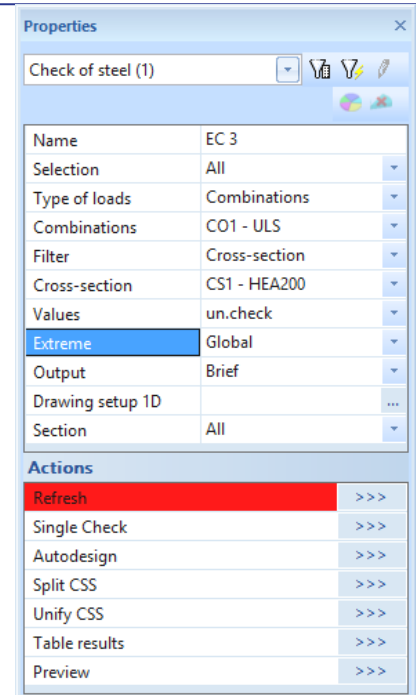 Properties
Check of steel (1)
Name EC 3
Selection All
Type of loads Combinations
Combinations CO1 - ULS
Filter Cross-section
Cross-section CS1 - HEA200
Values un.check
Extreme Global
Output Brief
Drawing setup 1D ...
Section All
Actions
Refresh >>>
Single Check >>>
Autodesign >>>
Split CSS >>>
Unify CSS >>>
Table results >>>
Preview >>>